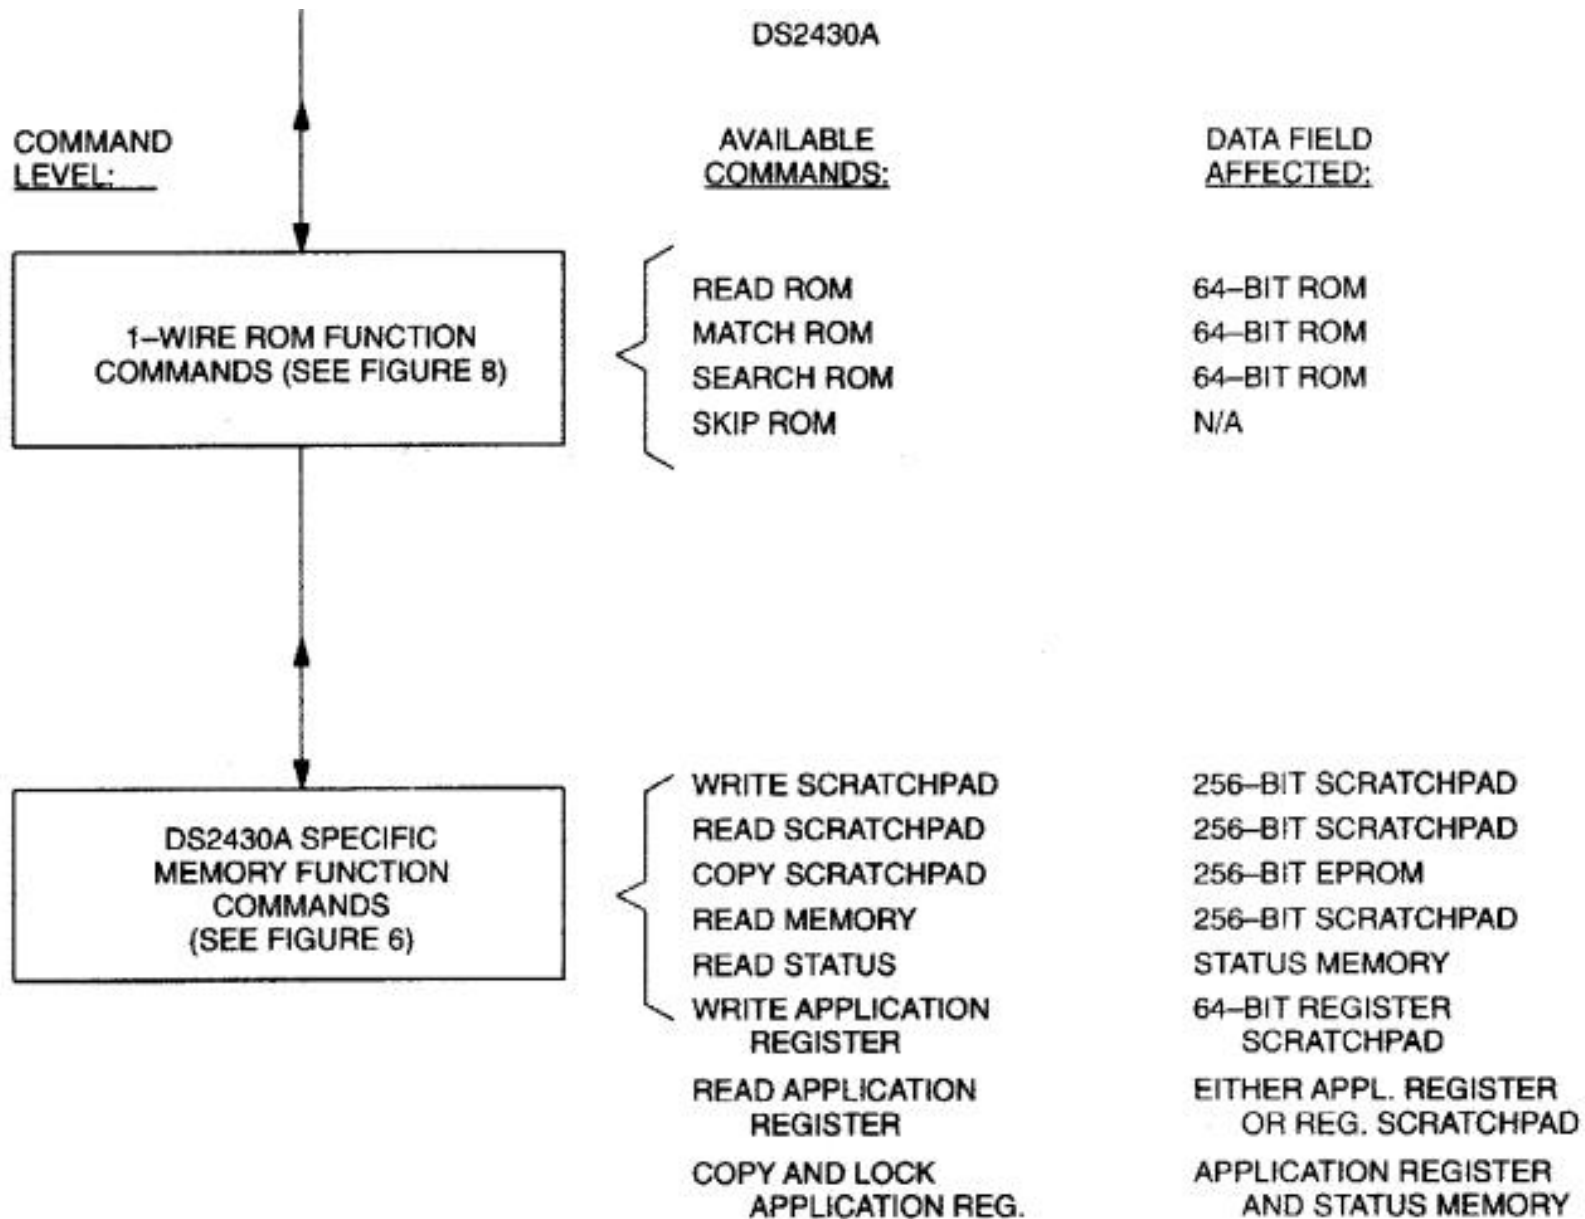 DS2430A
COMMAND
LEVEL:
AVAILABLE
COMMANDS:
DATA FIELD
AFFECTED:
1–WIRE ROM FUNCTION
COMMANDS (SEE FIGURE 8)
READ ROM
64–BIT ROM
MATCH ROM
64–BIT ROM
SEARCH ROM
64–BIT ROM
SKIP ROM
N/A
DS2430A SPECIFIC
MEMORY FUNCTION
COMMANDS
(SEE FIGURE 6)
WRITE SCRATCHPAD
256–BIT SCRATCHPAD
READ SCRATCHPAD
256–BIT SCRATCHPAD
COPY SCRATCHPAD
256–BIT EPROM
READ MEMORY
256–BIT SCRATCHPAD
READ STATUS
STATUS MEMORY
WRITE APPLICATION
REGISTER
64–BIT REGISTER
SCRATCHPAD
READ APPLICATION
REGISTER
EITHER APPL. REGISTER
OR REG. SCRATCHPAD
COPY AND LOCK
APPLICATION REG.
APPLICATION REGISTER
AND STATUS MEMORY